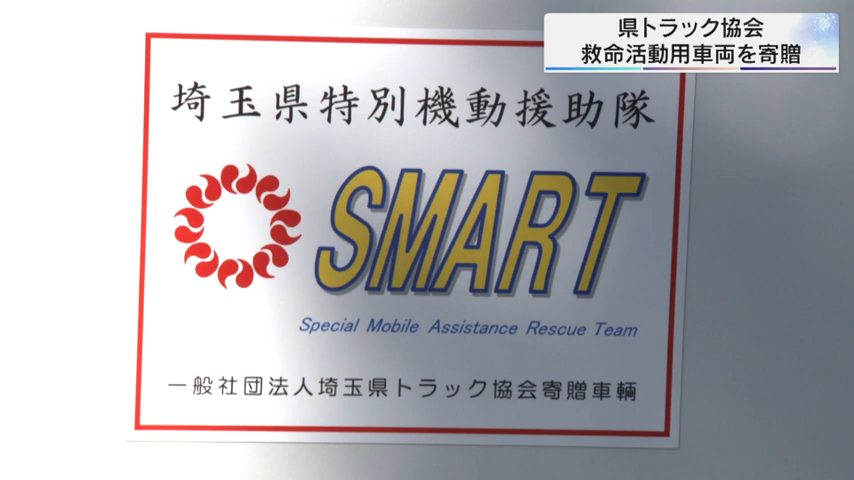 県トラック協会
救命活動用車両を寄贈
埼玉県特別機動援助隊
SMART
Special Mobile Assistance Rescue Team
一般社団法人埼玉県トラック協会寄贈車輌